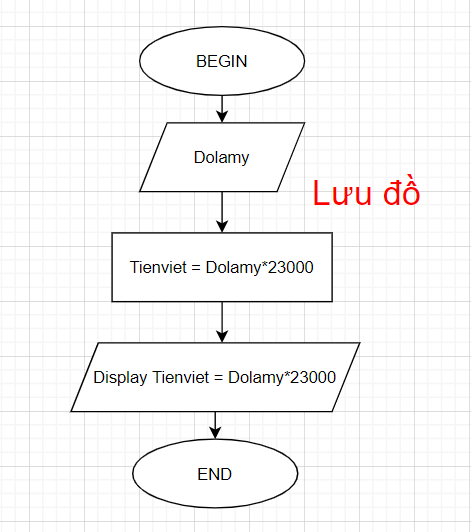 BEGIN
Dolamy
Lưu đồ
Tienviet = Dolamy*23000
Display Tienviet = Dolamy*23000
END